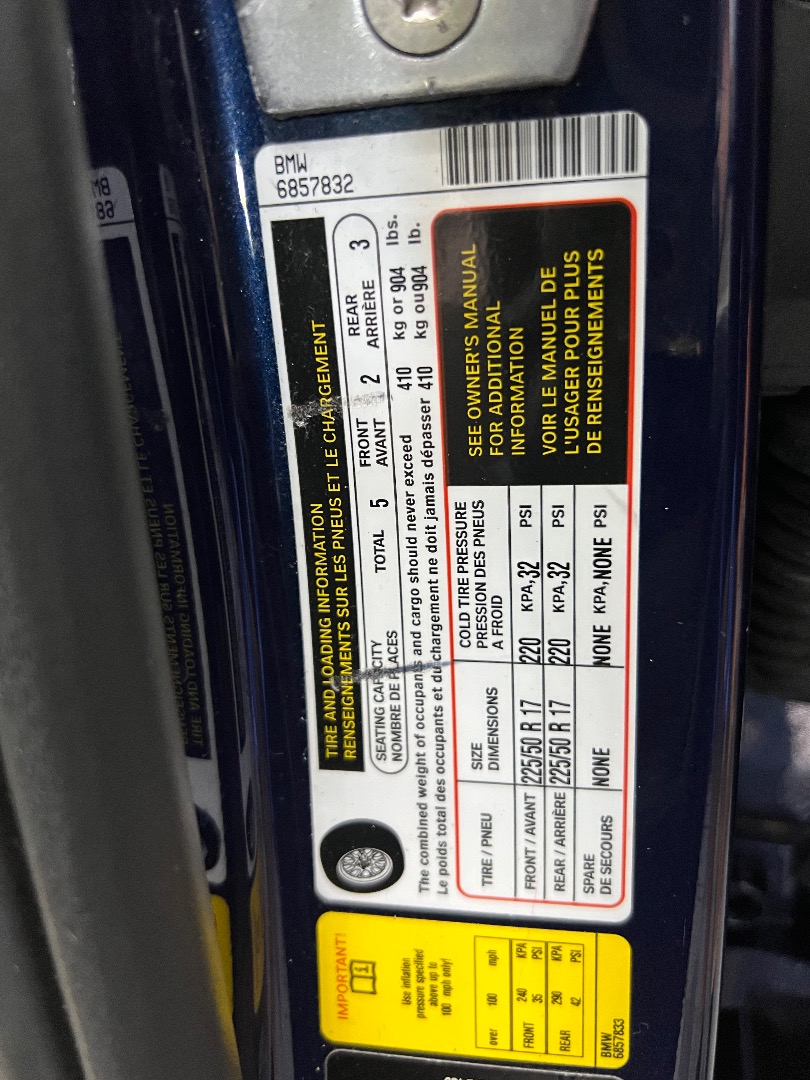 BMW
6857832
TIRE AND LOADING INFORMATION
RENSEIGNEMENTS SUR LES PNEUS ET LE CHARGEMENT
SEATING CAPACITY TOTAL 5 FRONT 2 REAR 3
NOMBRE DE PLACES AVANT ARRIÈRE
The combined weight of occupants and cargo should never exceed 410 kg or 904 lbs.
Le poids total des occupants et du chargement ne doit jamais dépasser 410 kg ou 904 lb.
TIRE / PNEU
SIZE
DIMENSIONS
COLD TIRE PRESSURE
PRESSION DES PNEUS
A FROID
FRONT / AVANT 225/50 R 17 220 KPA, 32 PSI
REAR / ARRIÈRE 225/50 R 17 220 KPA, 32 PSI
SPARE
DE SECOURS NONE NONE KPA, NONE PSI
SEE OWNER'S MANUAL
FOR ADDITIONAL
INFORMATION
VOIR LE MANUEL DE
L'USAGER POUR PLUS
DE RENSEIGNEMENTS
IMPORTANT!
Use inflation
pressure specified
above up to
100 mph only!
over 100 mph
FRONT 240 KPA
35 PSI
REAR 290 KPA
42 PSI
BMW
6857833